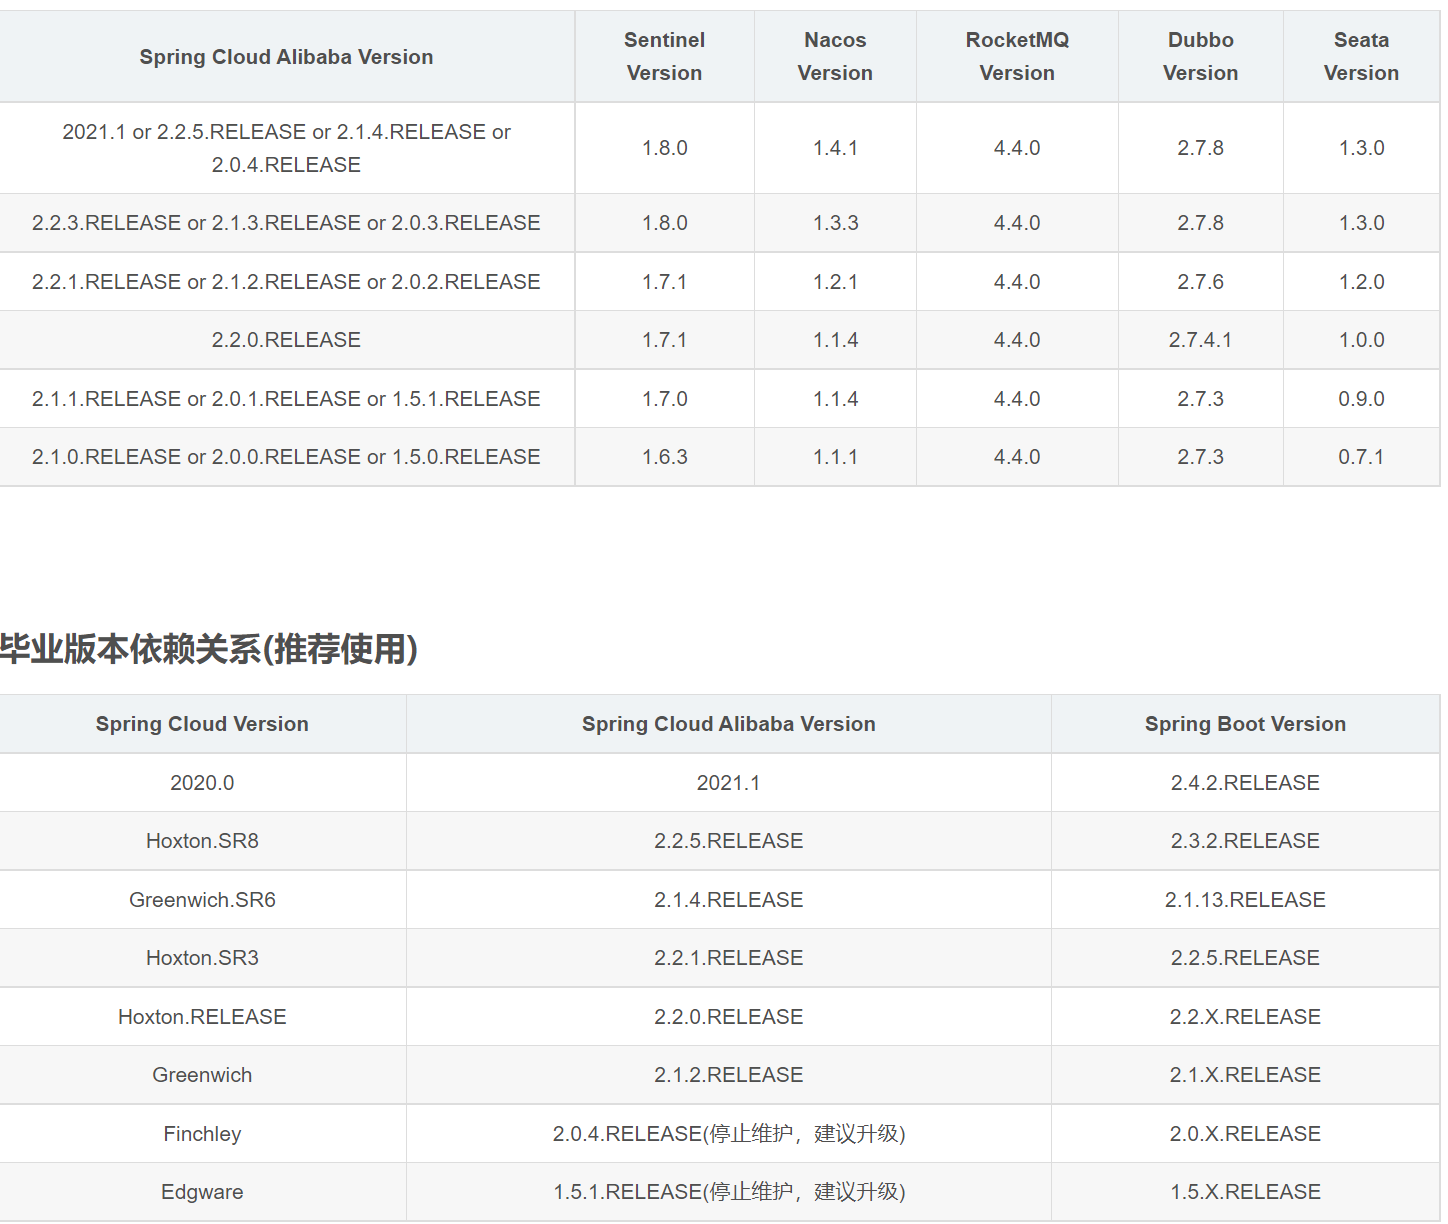 Spring Cloud Alibaba Version Sentinel Version Nacos Version RocketMQ Version Dubbo Version Seata Version
2021.1 or 2.2.5.RELEASE or 2.1.4.RELEASE or 2.0.4.RELEASE 1.8.0 1.4.1 4.4.0 2.7.8 1.3.0
2.2.3.RELEASE or 2.1.3.RELEASE or 2.0.3.RELEASE 1.8.0 1.3.3 4.4.0 2.7.8 1.3.0
2.2.1.RELEASE or 2.1.2.RELEASE or 2.0.2.RELEASE 1.7.1 1.2.1 4.4.0 2.7.6 1.2.0
2.2.0.RELEASE 1.7.1 1.1.4 4.4.0 2.7.4.1 1.0.0
2.1.1.RELEASE or 2.0.1.RELEASE or 1.5.1.RELEASE 1.7.0 1.1.4 4.4.0 2.7.3 0.9.0
2.1.0.RELEASE or 2.0.0.RELEASE or 1.5.0.RELEASE 1.6.3 1.1.1 4.4.0 2.7.3 0.7.1
毕业版本依赖关系(推荐使用)
Spring Cloud Version Spring Cloud Alibaba Version Spring Boot Version
2020.0 2021.1 2.4.2.RELEASE
Hoxton.SR8 2.2.5.RELEASE 2.3.2.RELEASE
Greenwich.SR6 2.1.4.RELEASE 2.1.13.RELEASE
Hoxton.SR3 2.2.1.RELEASE 2.2.5.RELEASE
Hoxton.RELEASE 2.2.0.RELEASE 2.2.X.RELEASE
Greenwich 2.1.2.RELEASE 2.1.X.RELEASE
Finchley 2.0.4.RELEASE(停止维护，建议升级) 2.0.X.RELEASE
Edgware 1.5.1.RELEASE(停止维护，建议升级) 1.5.X.RELEASE